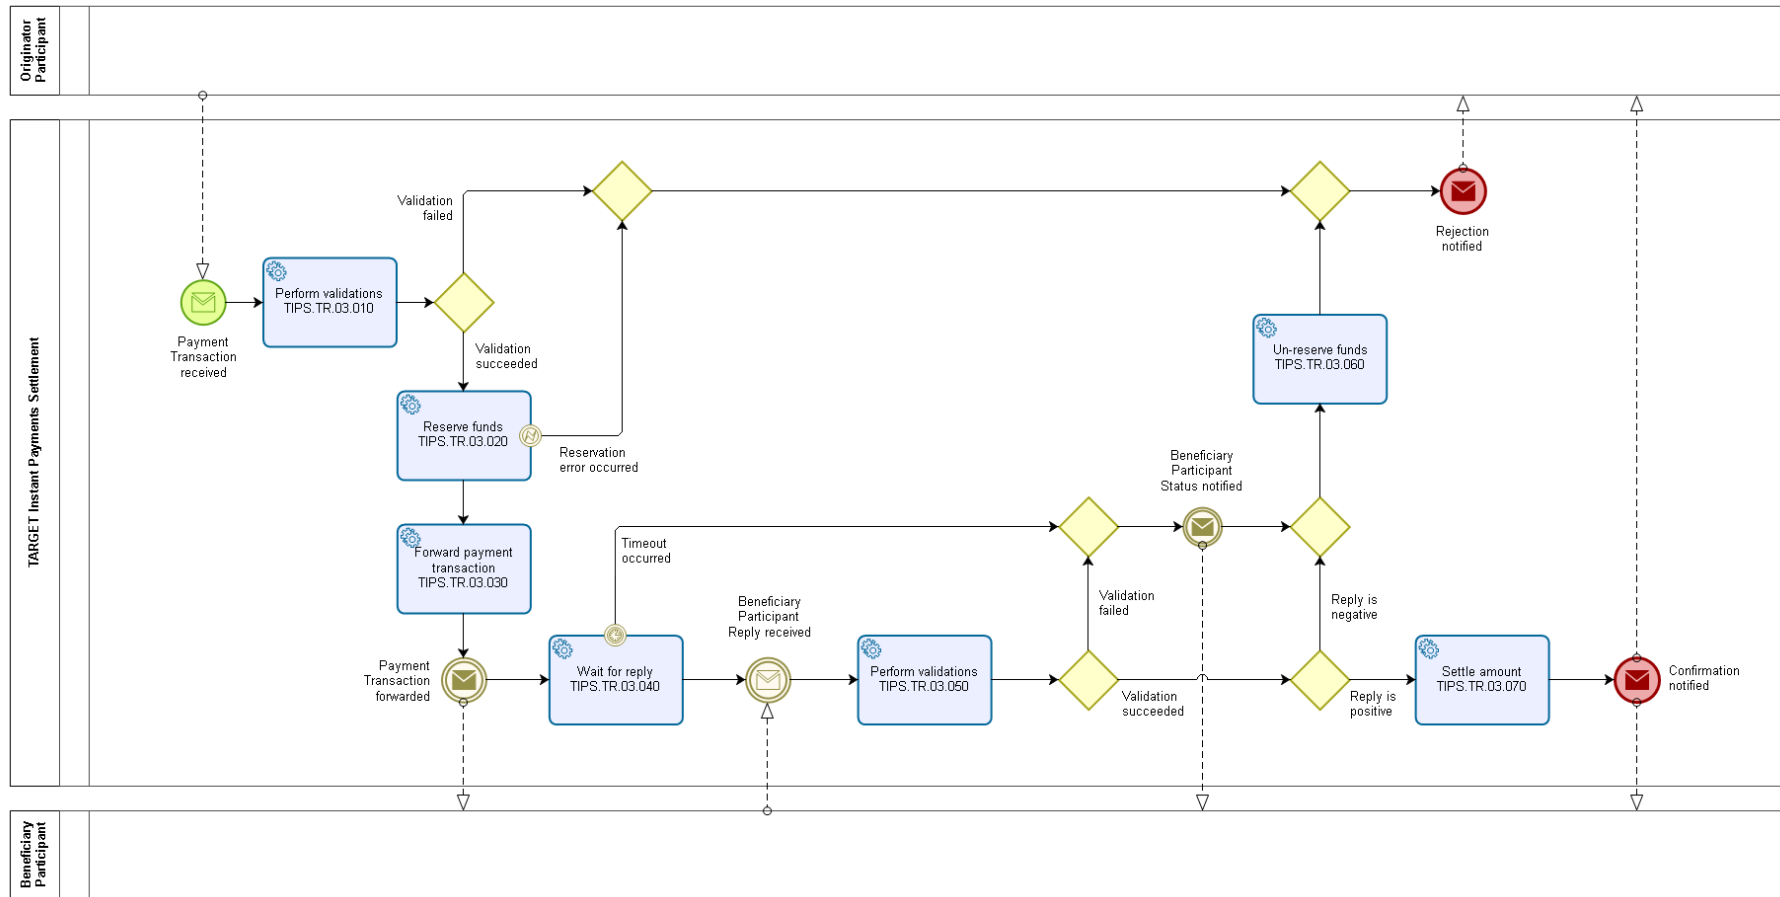 Originator
Participant
TARGET Instant Payments Settlement
Validation
failed
Rejection
notified
Perform validations
TIPS.TR.03.010
Payment
Transaction
received
Validation
succeeded
Un-reserve funds
TIPS.TR.03.060
Reserve funds
TIPS.TR.03.020
Reservation
error occurred
Beneficiary
Participant
Status notified
Forward payment
transaction
TIPS.TR.03.030
Timeout
occurred
Beneficiary
Participant
Reply received
Validation
failed
Reply is
negative
Payment
Transaction
forwarded
Wait for reply
TIPS.TR.03.040
Perform validations
TIPS.TR.03.050
Validation
succeeded
Reply is
positive
Settle amount
TIPS.TR.03.070
Confirmation
notified
Beneficiary
Participant